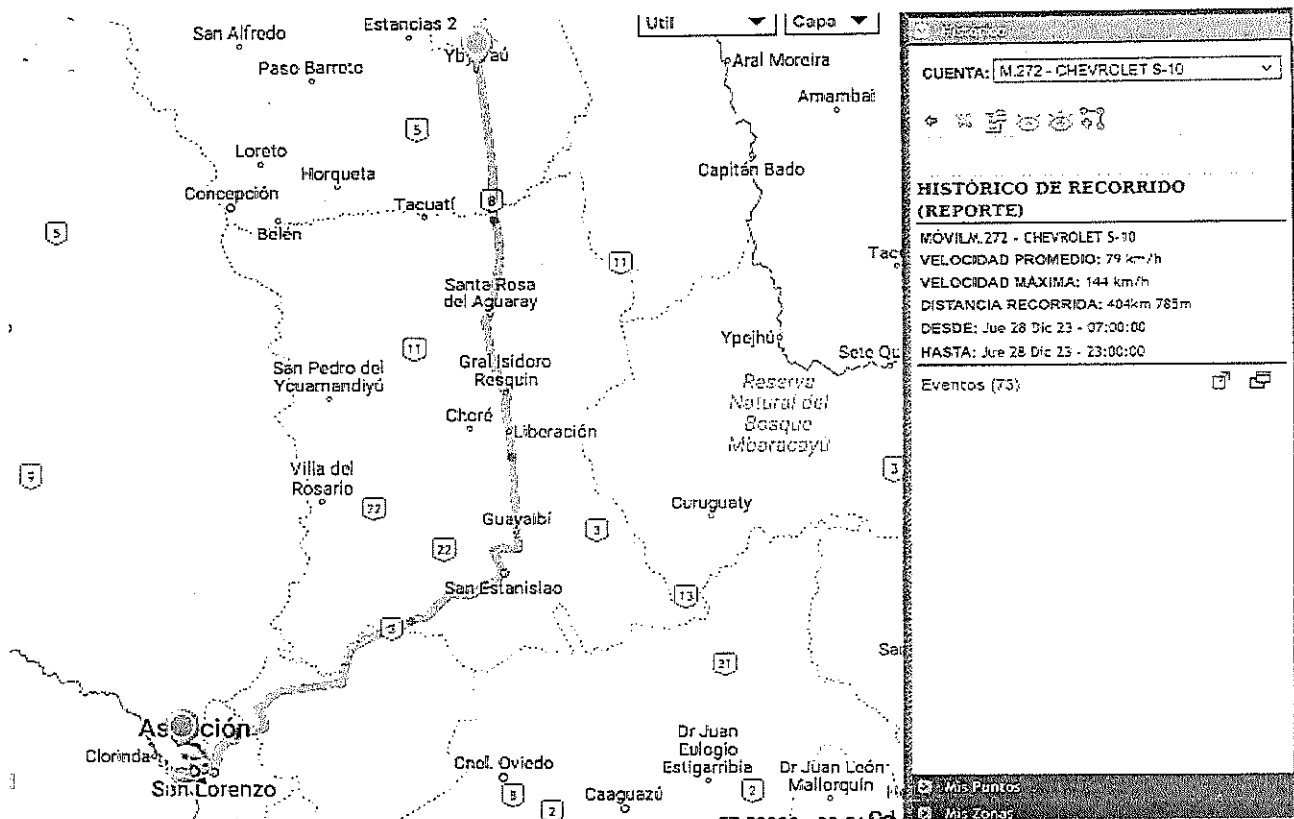 San Alfredo
Estancias 2
Util
Capa
Histórico
Paso Barreto
Aral Moreira
CUENTA: M.272 - CHEVROLET S-10
Amambai
5
Loreto
Horqueta
Capitán Bado
Concepción
Tacuatí
8
HISTÓRICO DE RECORRIDO
(REPORTE)
5
Belén
MÓVILM.272 - CHEVROLET S-10
11
VELOCIDAD PROMEDIO: 79 km/h
Santa Rosa
del Aguaray
VELOCIDAD MÁXIMA: 144 km/h
DISTANCIA RECORRIDA: 404km 785m
DESDE: Jue 28 Dic 23 - 07:00:00
HASTA: Jue 28 Dic 23 - 23:00:00
Ypejhú
11
Eventos (73)
San Pedro del
Ycuamandiyú
Gral Isidoro
Resquin
Reserva
Natural del
Bosque
Mbaracayú
Choré
Liberación
Villa del
Rosario
3
22
Curuguaty
Guayaibí
3
22
San Estanislao
13
3
21
Clorinda
San Lorenzo
Cnel. Oviedo
Dr Juan
Eulogio
Estigarribia
Dr Juan León
Mallorquín
8
2
Caaguazú
2
Mis Puntos
Mis Zonas